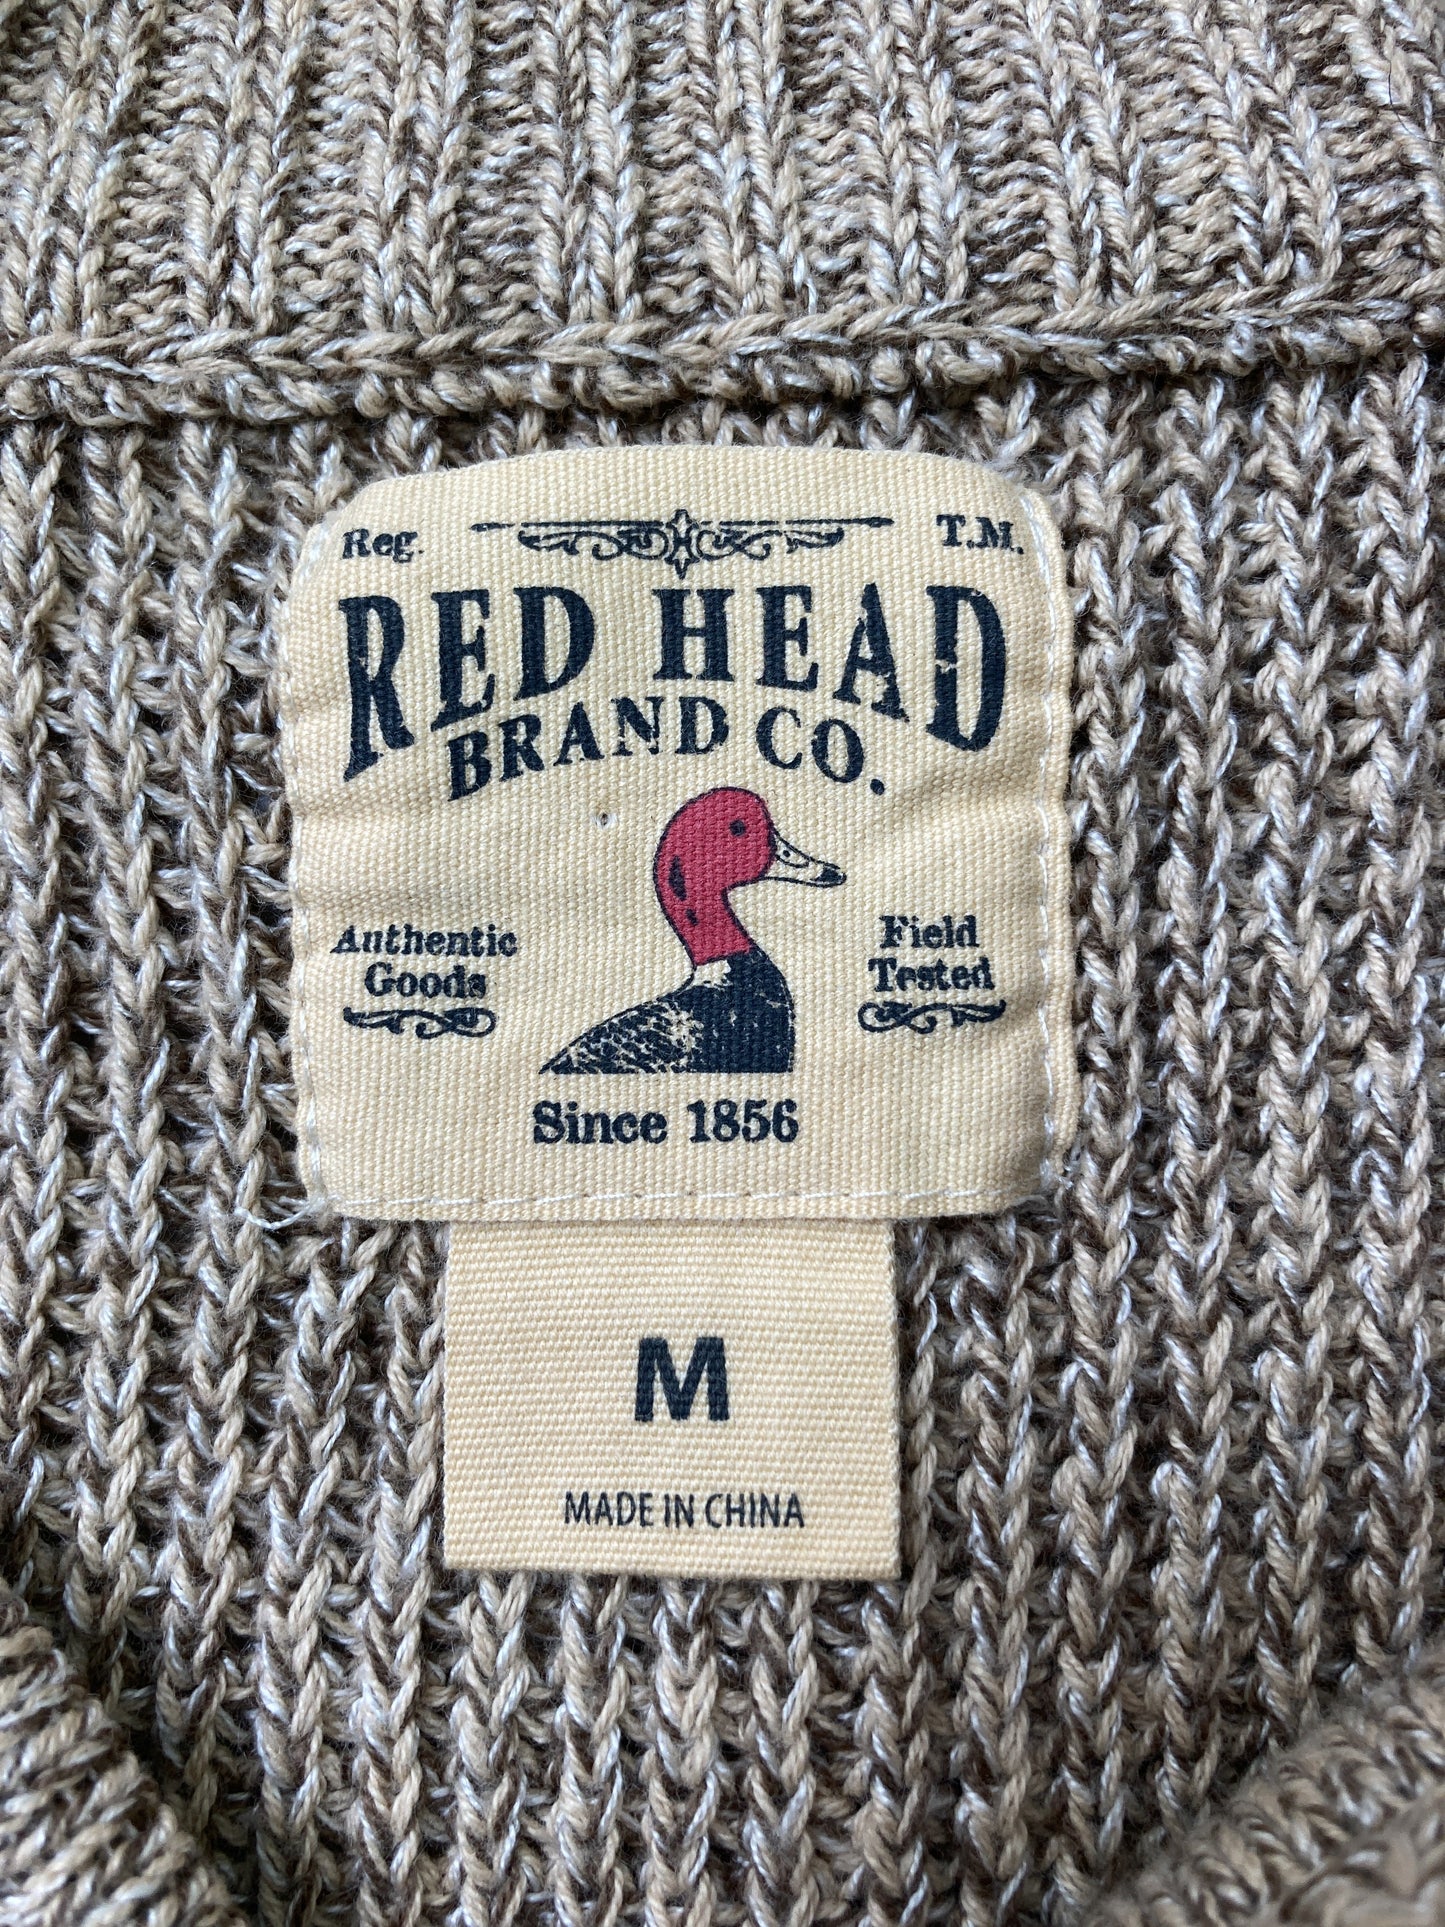 Reg. T.M.
RED HEAD
BRAND CO.
Authentic
Goods
Field
Tested
Since 1856
M
MADE IN CHINA